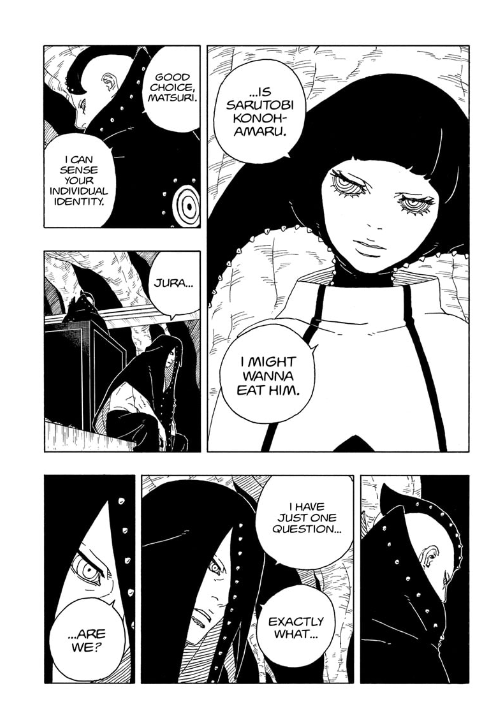 ...IS
SARUTOBI
KONOH-
AMARU.
I MIGHT
WANNA
EAT HIM.
GOOD
CHOICE,
MATSURI.
I CAN
SENSE
YOUR
INDIVIDUAL
IDENTITY.
JURA...
I HAVE
JUST ONE
QUESTION...
EXACTLY
WHAT...
...ARE
WE?